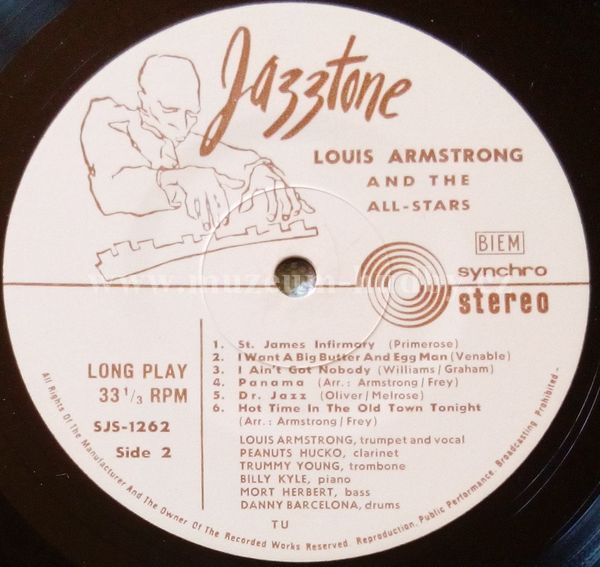 Jazztone
LOUIS ARMSTRONG
AND THE
ALL-STARS
BIEM
synchro
stereo
LONG PLAY
33 1/3 RPM
SJS-1262
Side 2
1. St. James Infirmary (Primerose)
2. I Want A Big Butter And Egg Man (Venable)
3. I Ain't Got Nobody (Williams/Graham)
4. Panama (Arr.: Armstrong/Frey)
5. Dr. Jazz (Oliver/Melrose)
6. Hot Time In The Old Town Tonight
(Arr.: Armstrong/Frey)
LOUIS ARMSTRONG, trumpet and vocal
PEANUTS HUCKO, clarinet
TRUMMY YOUNG, trombone
BILLY KYLE, piano
MORT HERBERT, bass
DANNY BARCELONA, drums
TU
All Rights Of The Manufacturer And The Owner Of The Recorded Works Reserved. Reproduction, Public Performance, Broadcasting Prohibited -